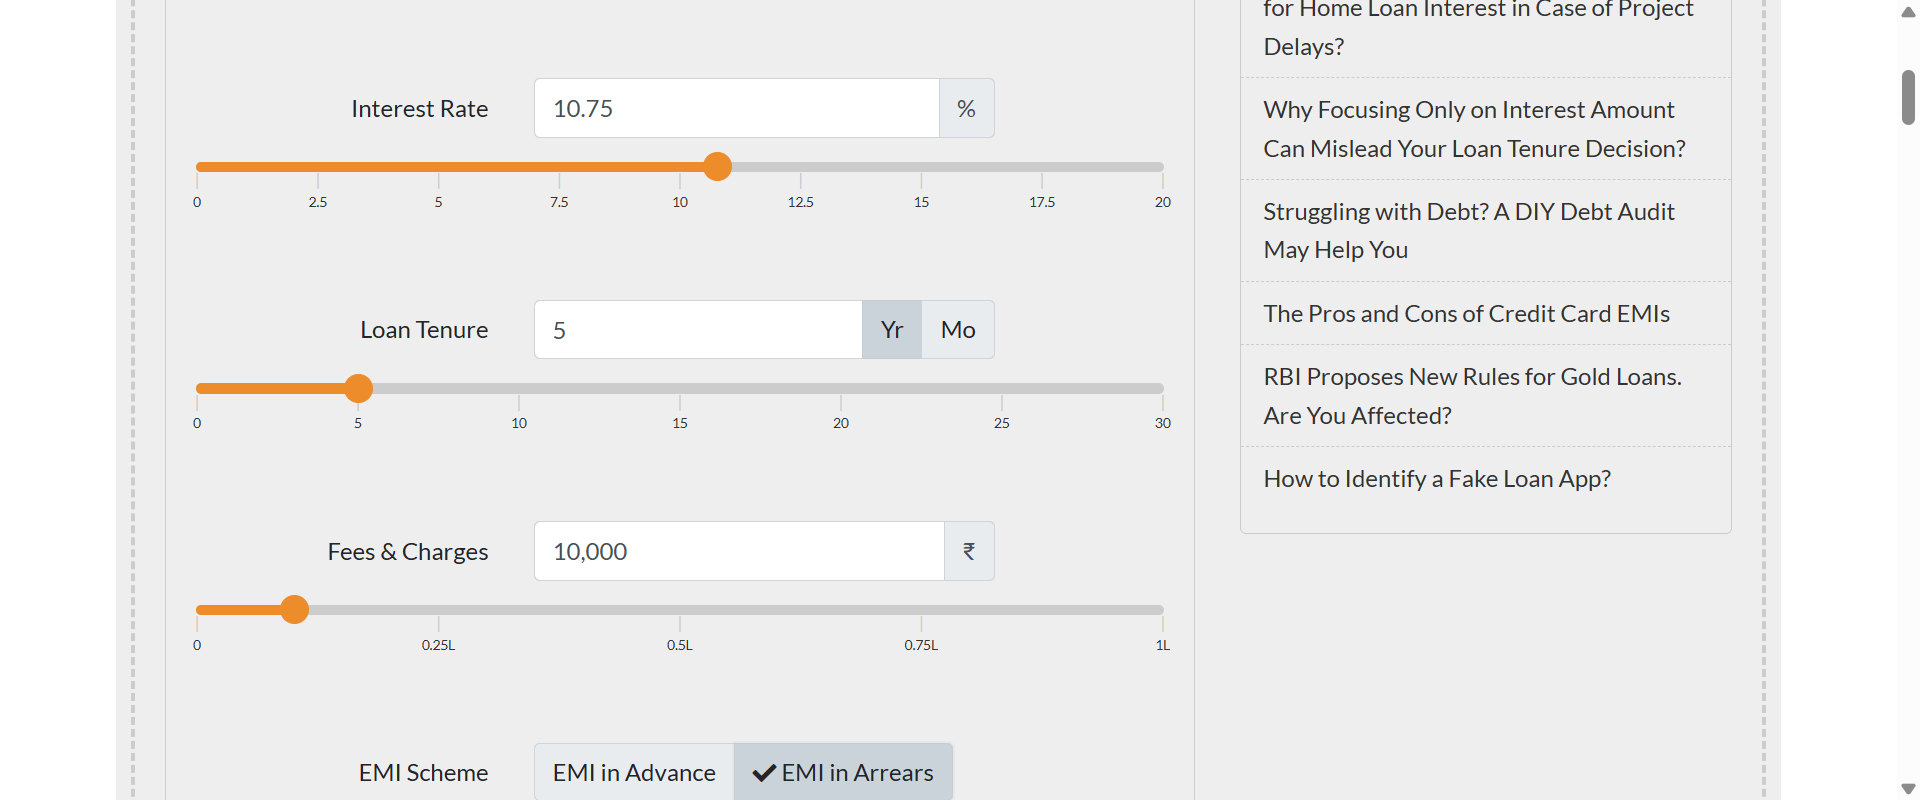 Interest Rate
10.75
%
0 2.5 5 7.5 10 12.5 15 17.5 20
Loan Tenure
5
Yr
Mo
0 5 10 15 20 25 30
Fees & Charges
10,000
₹
0 0.25L 0.5L 0.75L 1L
EMI Scheme
EMI in Advance
EMI in Arrears
for Home Loan Interest in Case of Project
Delays?
Why Focusing Only on Interest Amount
Can Mislead Your Loan Tenure Decision?
Struggling with Debt? A DIY Debt Audit
May Help You
The Pros and Cons of Credit Card EMIs
RBI Proposes New Rules for Gold Loans.
Are You Affected?
How to Identify a Fake Loan App?